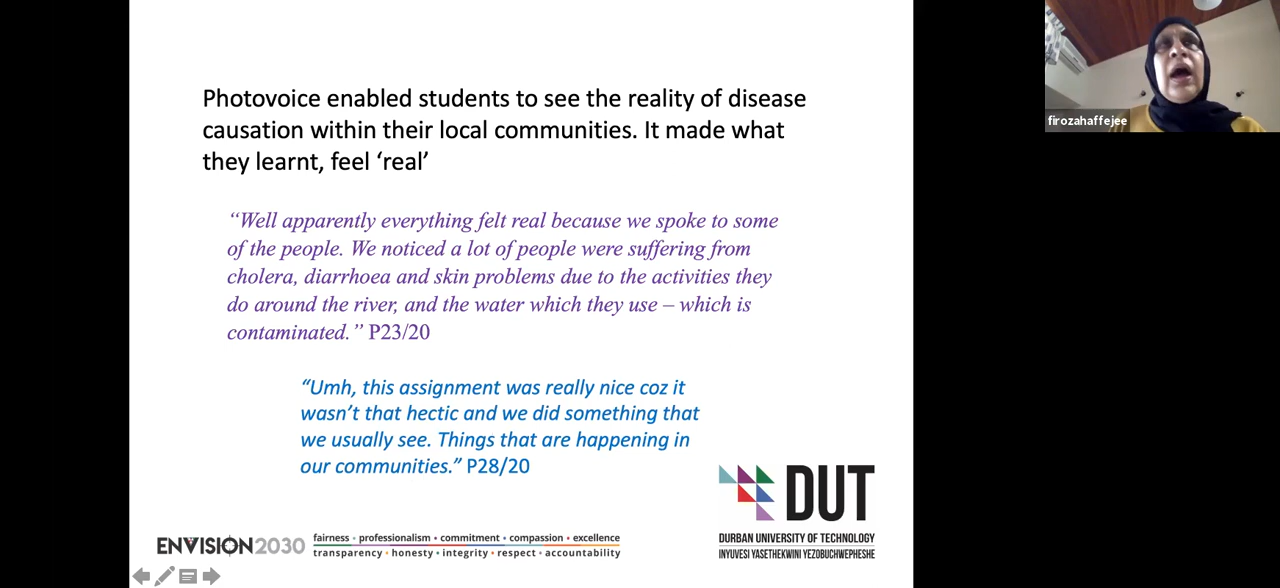 Photovoice enabled students to see the reality of disease
causation within their local communities. It made what
they learnt, feel ‘real’
“Well apparently everything felt real because we spoke to some
of the people. We noticed a lot of people were suffering from
cholera, diarrhoea and skin problems due to the activities they
do around the river, and the water which they use – which is
contaminated.” P23/20
“Umh, this assignment was really nice coz it
wasn’t that hectic and we did something that
we usually see. Things that are happening in
our communities.” P28/20
DUT
DURBAN UNIVERSITY OF TECHNOLOGY
INYUVESI YASETHEKWINI YEZOBUCHWEPHESHE
ENVISION2030
fairness • professionalism • commitment • compassion • excellence
transparency • honesty • integrity • respect • accountability
firozahaffejee